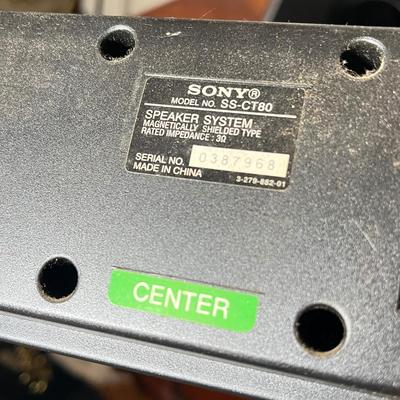 SONY®
MODEL NO. SS-CT80
SPEAKER SYSTEM
MAGNETICALLY SHIELDED TYPE
RATED IMPEDANCE : 3Ω
SERIAL NO. 0387968
MADE IN CHINA
3-279-882-01
CENTER